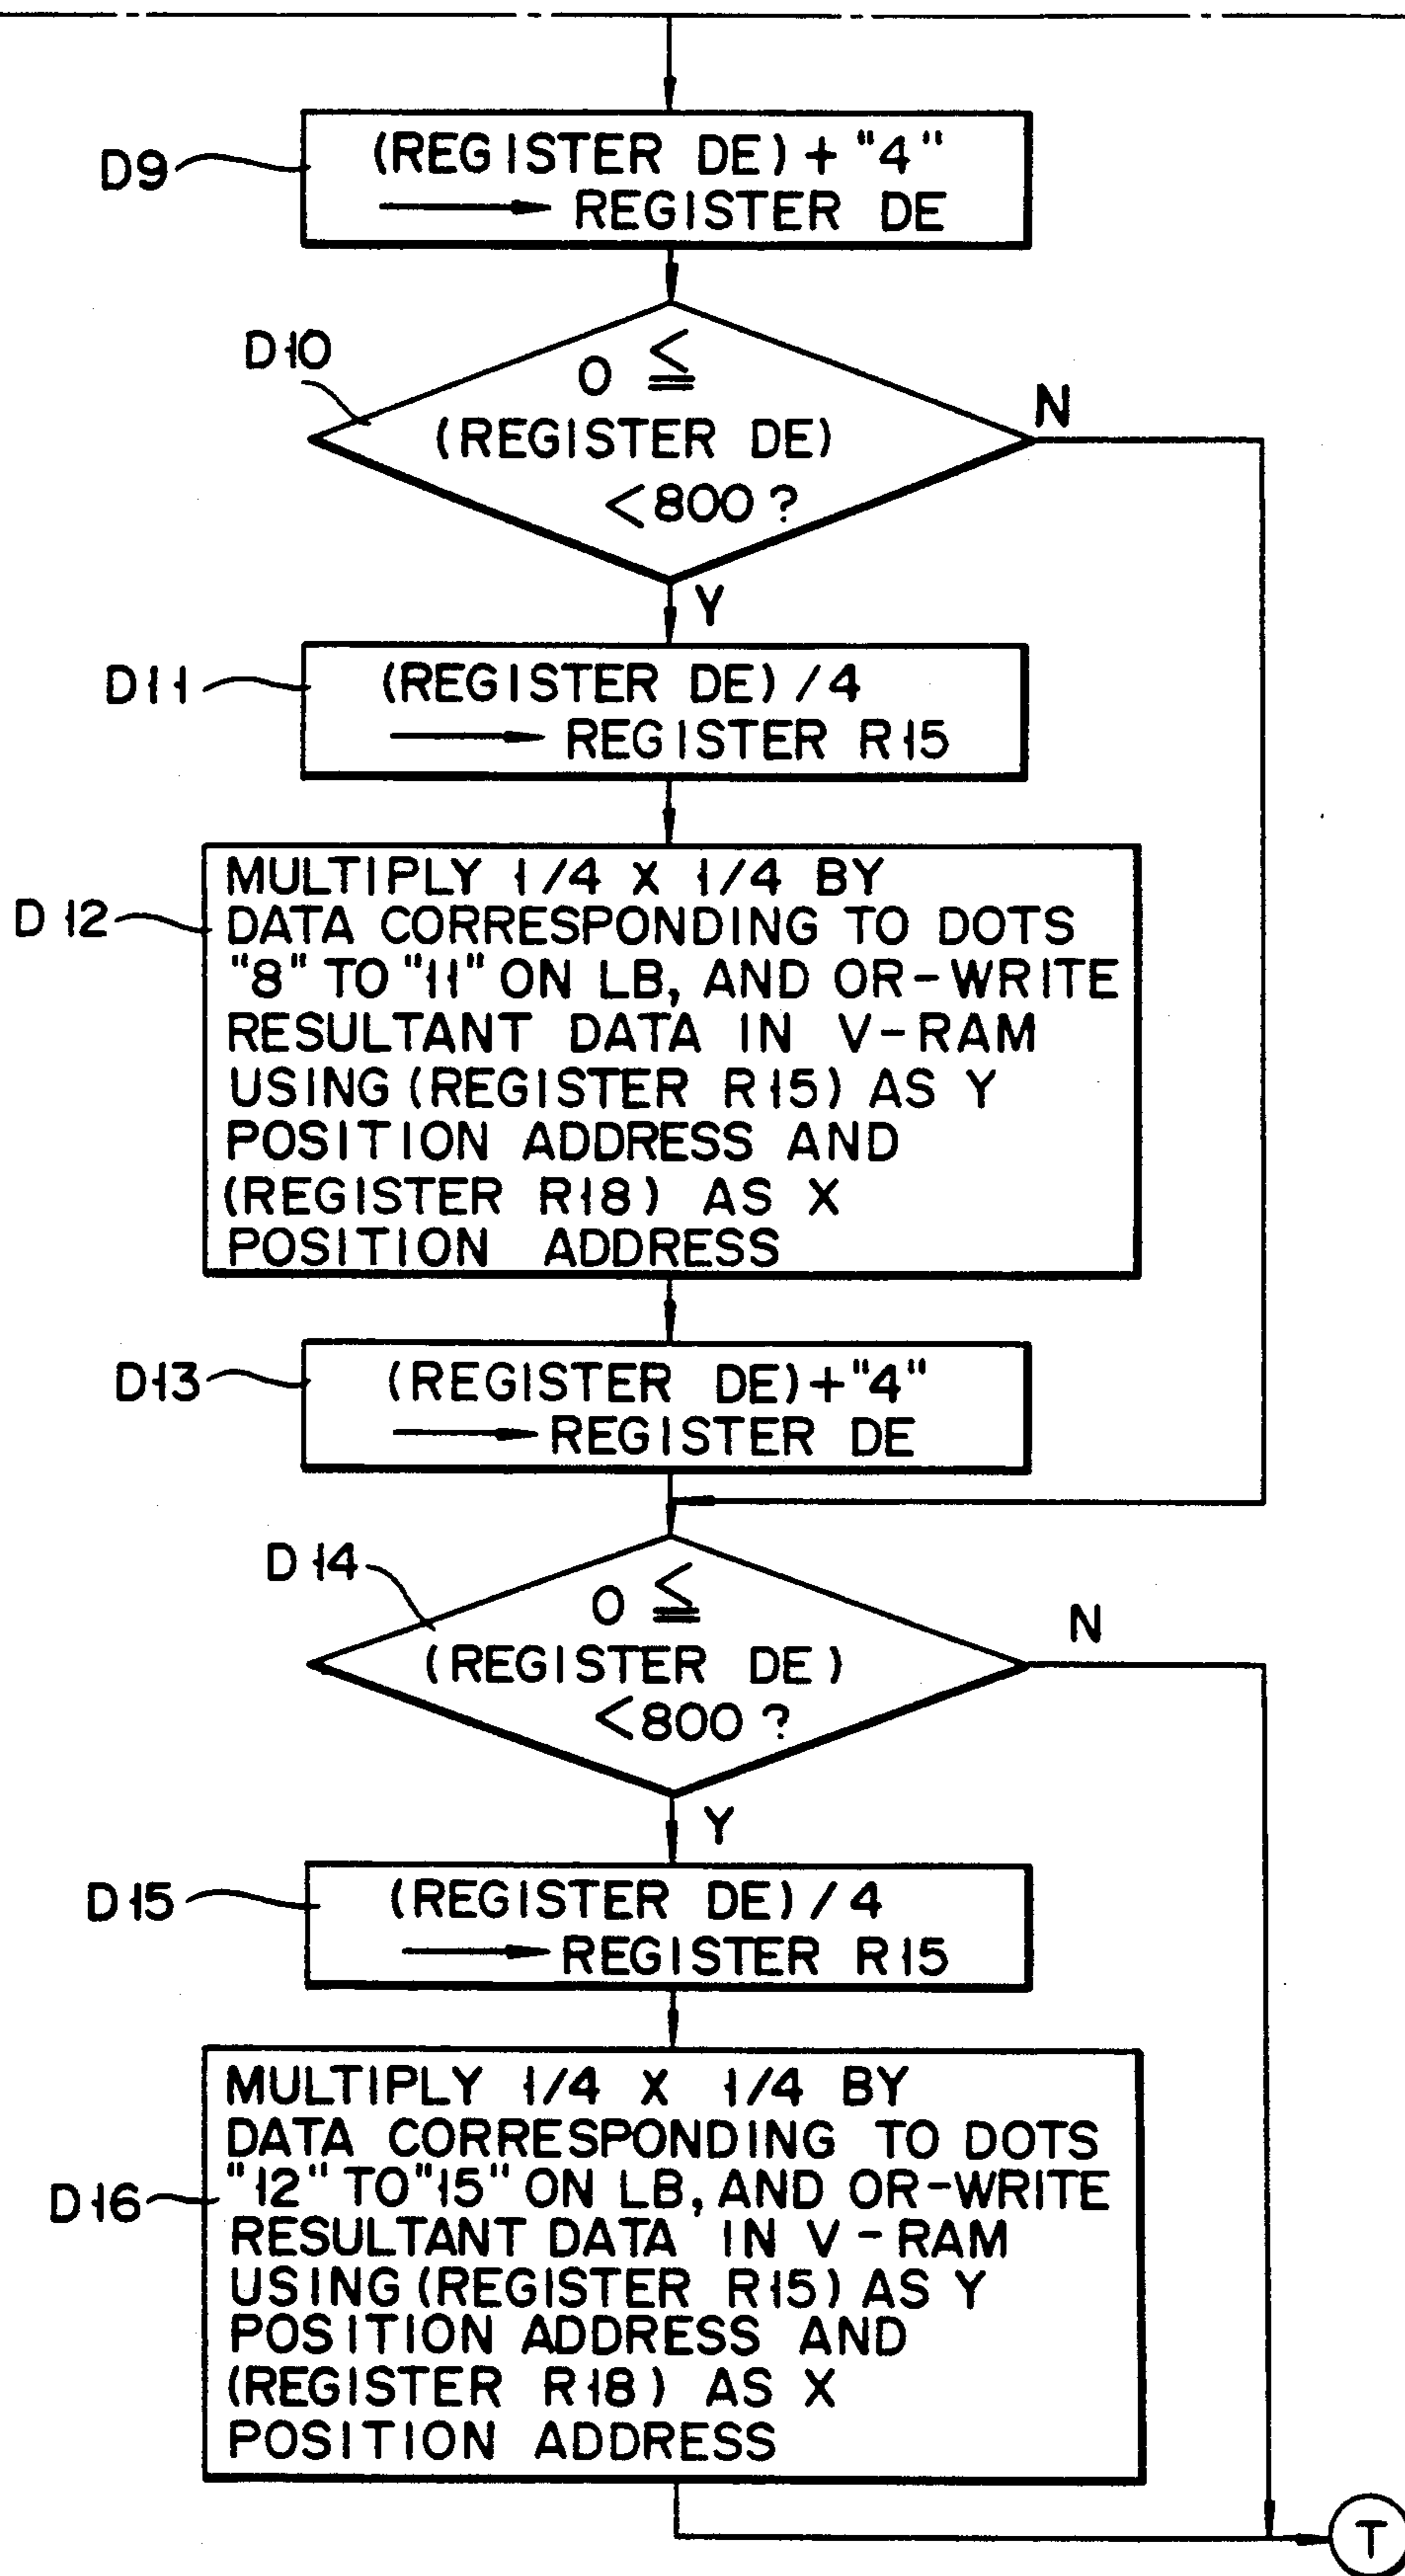 D9
(REGISTER DE) + "4"
REGISTER DE
D10
0 ≦
(REGISTER DE)
<800?
N
Y
D11
(REGISTER DE)/4
REGISTER R15
D12
MULTIPLY 1/4 X 1/4 BY
DATA CORRESPONDING TO DOTS
"8" TO "11" ON LB, AND OR-WRITE
RESULTANT DATA IN V-RAM
USING (REGISTER R15) AS Y
POSITION ADDRESS AND
(REGISTER R18) AS X
POSITION ADDRESS
D13
(REGISTER DE)+"4"
REGISTER DE
D14
0 ≦
(REGISTER DE)
<800?
N
Y
D15
(REGISTER DE)/4
REGISTER R15
D16
MULTIPLY 1/4 X 1/4 BY
DATA CORRESPONDING TO DOTS
"12" TO "15" ON LB, AND OR-WRITE
RESULTANT DATA IN V-RAM
USING (REGISTER R15) AS Y
POSITION ADDRESS AND
(REGISTER R18) AS X
POSITION ADDRESS
T